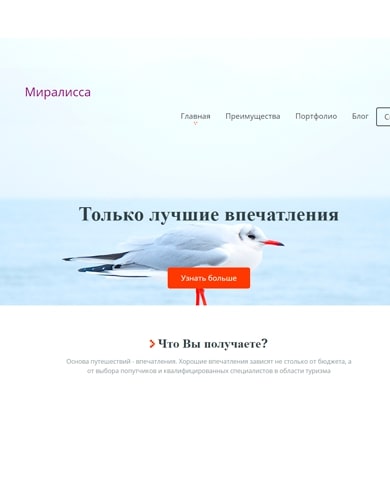 Миралисса
Главная Преимущества Портфолио Блог
Только лучшие впечатления
Узнать больше
Что Вы получаете?
Основа путешествий - впечатления. Хорошие впечатления зависят не столько от бюджета, а
от выбора попутчиков и квалифицированных специалистов в области туризма